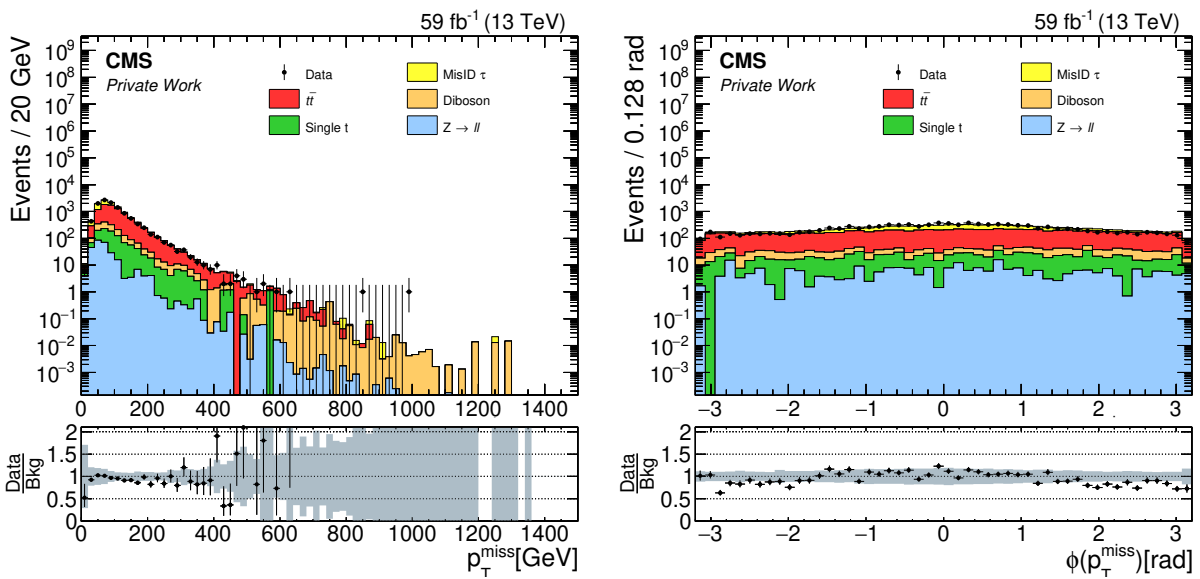 59 fb⁻¹ (13 TeV)
CMS
Private Work
Data
MisID τ
tt̄
Diboson
Single t
Z → ll
Events / 20 GeV
10⁹
10⁸
10⁷
10⁶
10⁵
10⁴
10³
10²
10
1
10⁻¹
10⁻²
10⁻³
0 200 400 600 800 1000 1200 1400
Data
Bkg
2
1.5
1
0.5
0
0 200 400 600 800 1000 1200 1400
p_T^miss[GeV]
59 fb⁻¹ (13 TeV)
CMS
Private Work
Data
MisID τ
tt̄
Diboson
Single t
Z → ll
Events / 0.128 rad
10⁹
10⁸
10⁷
10⁶
10⁵
10⁴
10³
10²
10
1
10⁻¹
10⁻²
10⁻³
−3 −2 −1 0 1 2 3
Data
Bkg
2
1.5
1
0.5
0
−3 −2 −1 0 1 2 3
ϕ(p_T^miss)[rad]